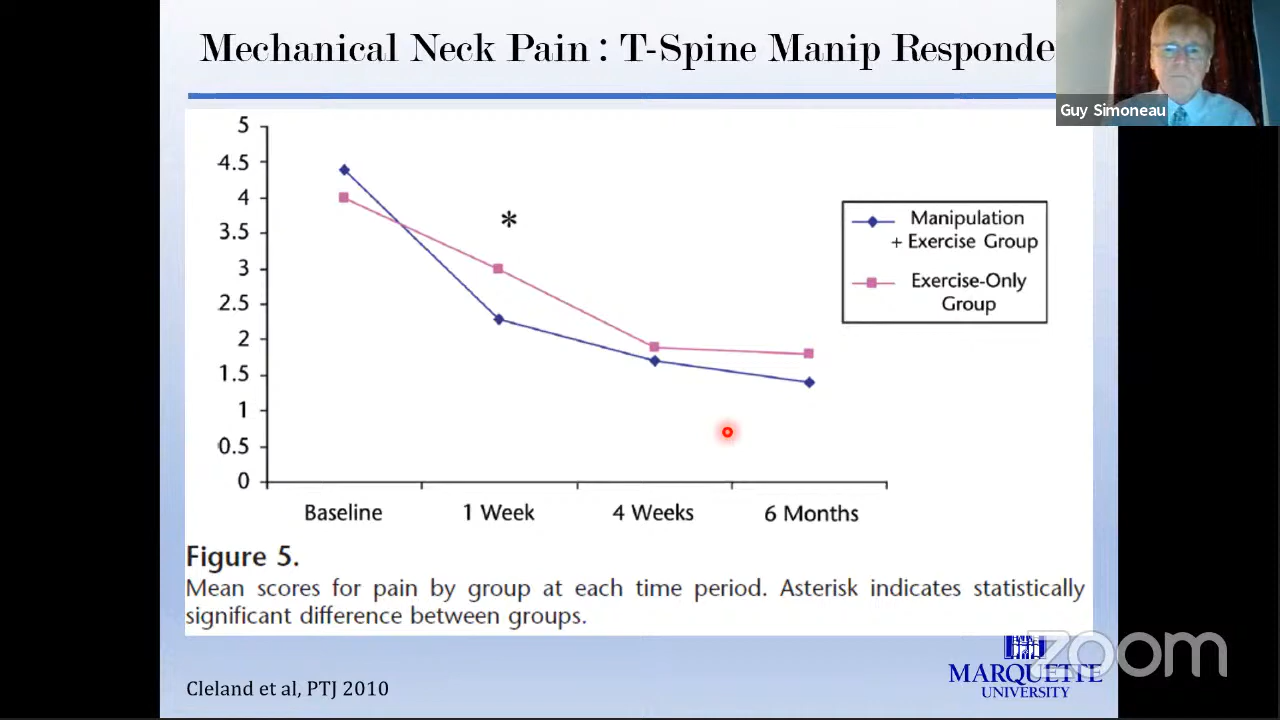 Mechanical Neck Pain : T-Spine Manip Responde
Guy Simoneau
5
4.5
4
3.5
3
2.5
2
1.5
1
0.5
0
*
Manipulation
+ Exercise Group
Exercise-Only
Group
Baseline
1 Week
4 Weeks
6 Months
Figure 5.
Mean scores for pain by group at each time period. Asterisk indicates statistically
significant difference between groups.
Cleland et al, PTJ 2010
MARQUETTE
UNIVERSITY
zoom